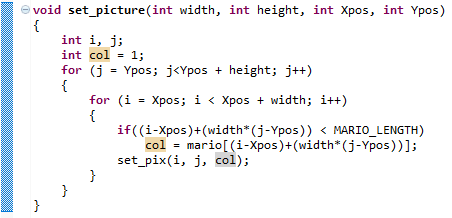 void set_picture(int width, int height, int Xpos, int Ypos)
{
    int i, j;
    int col = 1;
    for (j = Ypos; j<Ypos + height; j++)
    {
        for (i = Xpos; i < Xpos + width; i++)
        {
            if((i-Xpos)+(width*(j-Ypos)) < MARIO_LENGTH)
                col = mario[(i-Xpos)+(width*(j-Ypos))];
            set_pix(i, j, col);
        }
    }
}